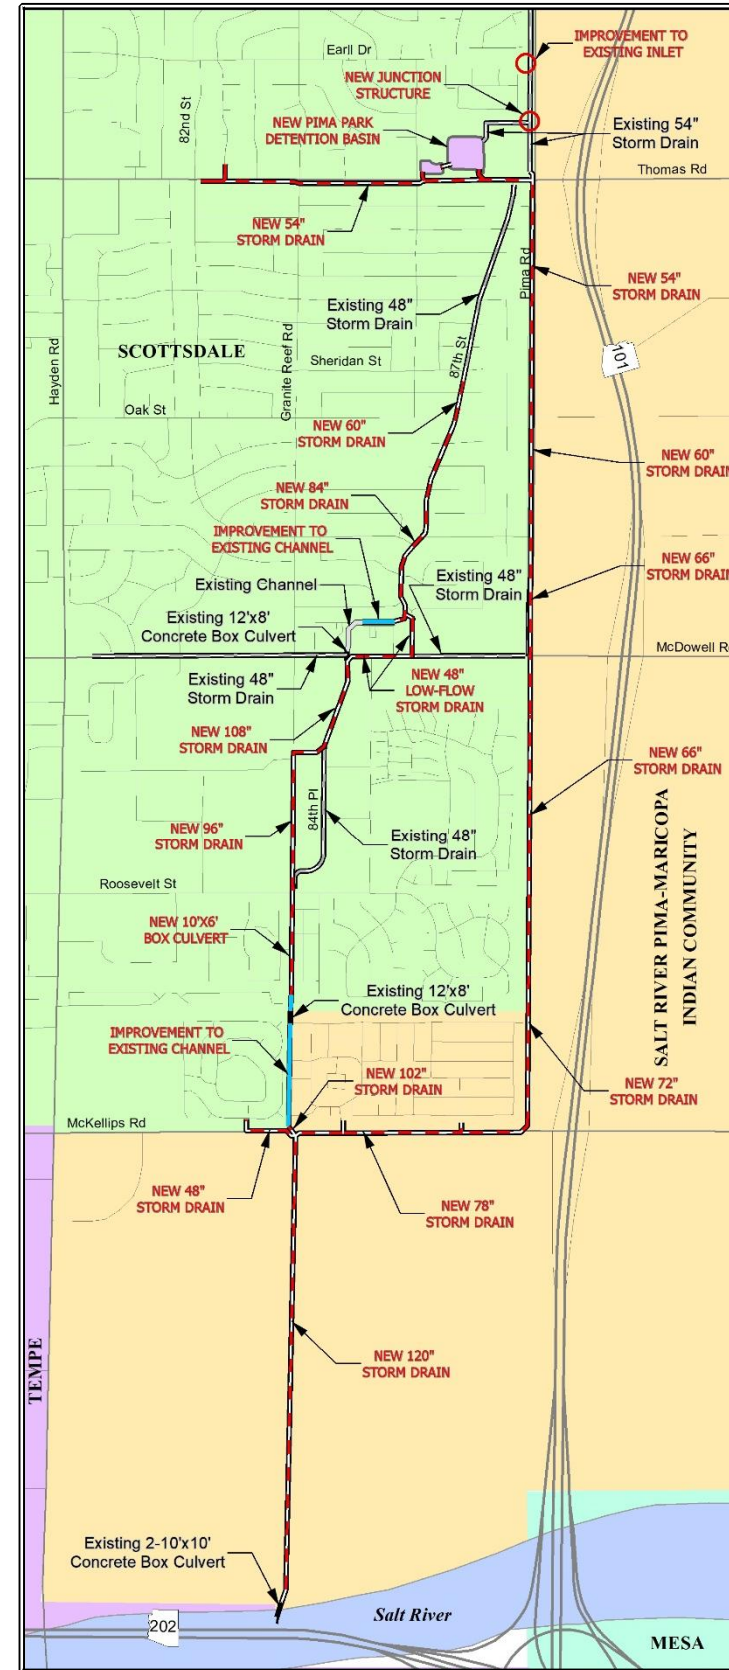 Earll Dr
IMPROVEMENT TO
EXISTING INLET
NEW JUNCTION
STRUCTURE
82nd St
NEW PIMA PARK
DETENTION BASIN
Existing 54"
Storm Drain
Thomas Rd
NEW 54"
STORM DRAIN
Pima Rd
NEW 54"
STORM DRAIN
Existing 48"
Storm Drain
Hayden Rd
SCOTTSDALE
Granite Reef Rd
Sheridan St
87th St
101
Oak St
NEW 60"
STORM DRAIN
NEW 60"
STORM DRAIN
NEW 84"
STORM DRAIN
IMPROVEMENT TO
EXISTING CHANNEL
NEW 66"
STORM DRAIN
Existing Channel
Existing 48"
Storm Drain
Existing 12'x8'
Concrete Box Culvert
McDowell Rd
Existing 48"
Storm Drain
NEW 48"
LOW-FLOW
STORM DRAIN
NEW 108"
STORM DRAIN
NEW 66"
STORM DRAIN
NEW 96"
STORM DRAIN
84th Pl
Existing 48"
Storm Drain
SALT RIVER PIMA-MARICOPA
INDIAN COMMUNITY
Roosevelt St
NEW 10'X6'
BOX CULVERT
Existing 12'x8'
Concrete Box Culvert
IMPROVEMENT TO
EXISTING CHANNEL
NEW 102"
STORM DRAIN
NEW 72"
STORM DRAIN
McKellips Rd
NEW 48"
STORM DRAIN
NEW 78"
STORM DRAIN
TEMPE
NEW 120"
STORM DRAIN
Existing 2-10'x10'
Concrete Box Culvert
Salt River
202
MESA